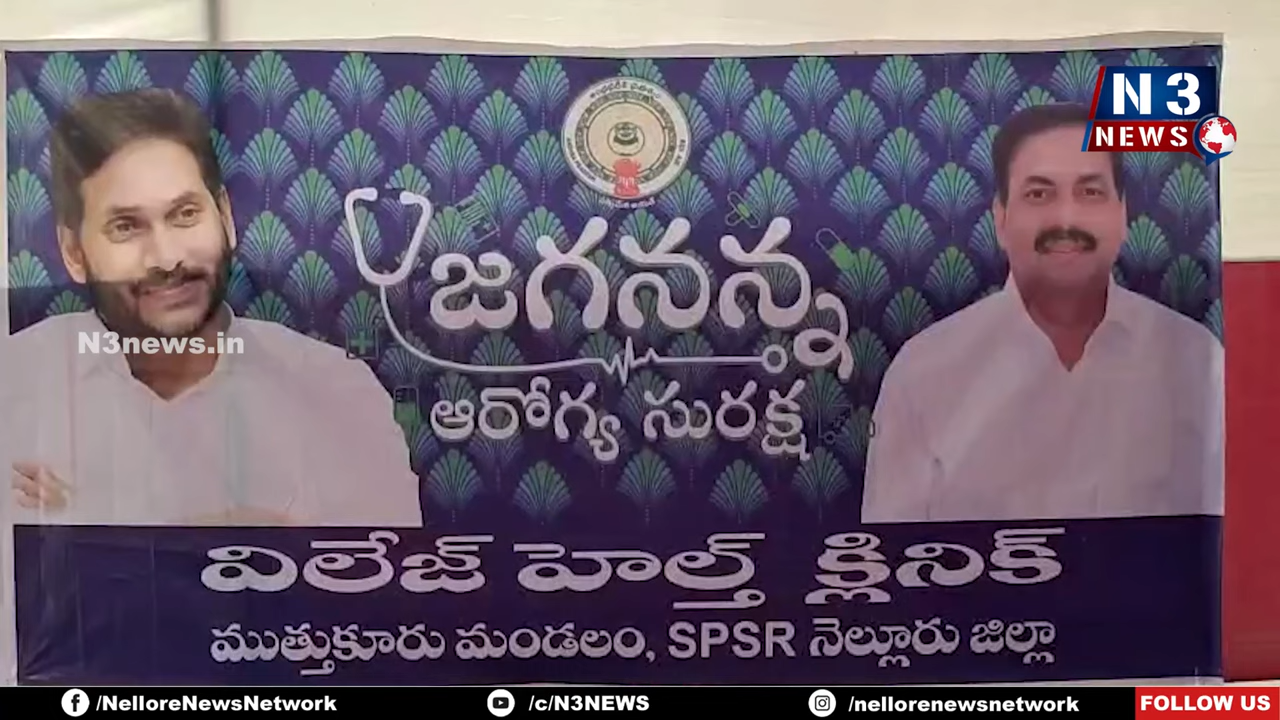 N3
NEWS
జగనన్న
N3news.in
ఆరోగ్య సురక్ష
విలేజ్ హెల్త్ క్లినిక్
ముత్తుకూరు మండలం, SPSR నెల్లూరు జిల్లా
/NelloreNewsNetwork
/c/N3NEWS
/nellorenewsnetwork
FOLLOW US